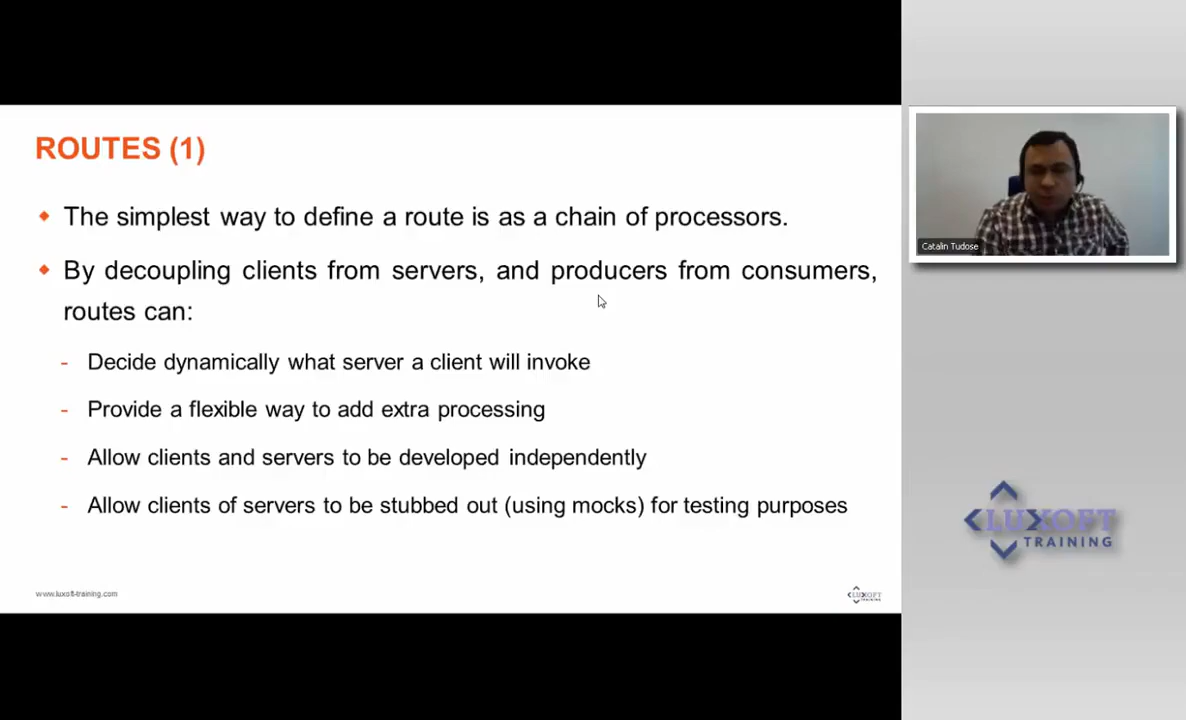 ROUTES (1)
The simplest way to define a route is as a chain of processors.
By decoupling clients from servers, and producers from consumers,
routes can:
- Decide dynamically what server a client will invoke
- Provide a flexible way to add extra processing
- Allow clients and servers to be developed independently
- Allow clients of servers to be stubbed out (using mocks) for testing purposes
www.luxoft-training.com
LUXOFT
TRAINING
Catalin Tudose
LUXOFT
TRAINING